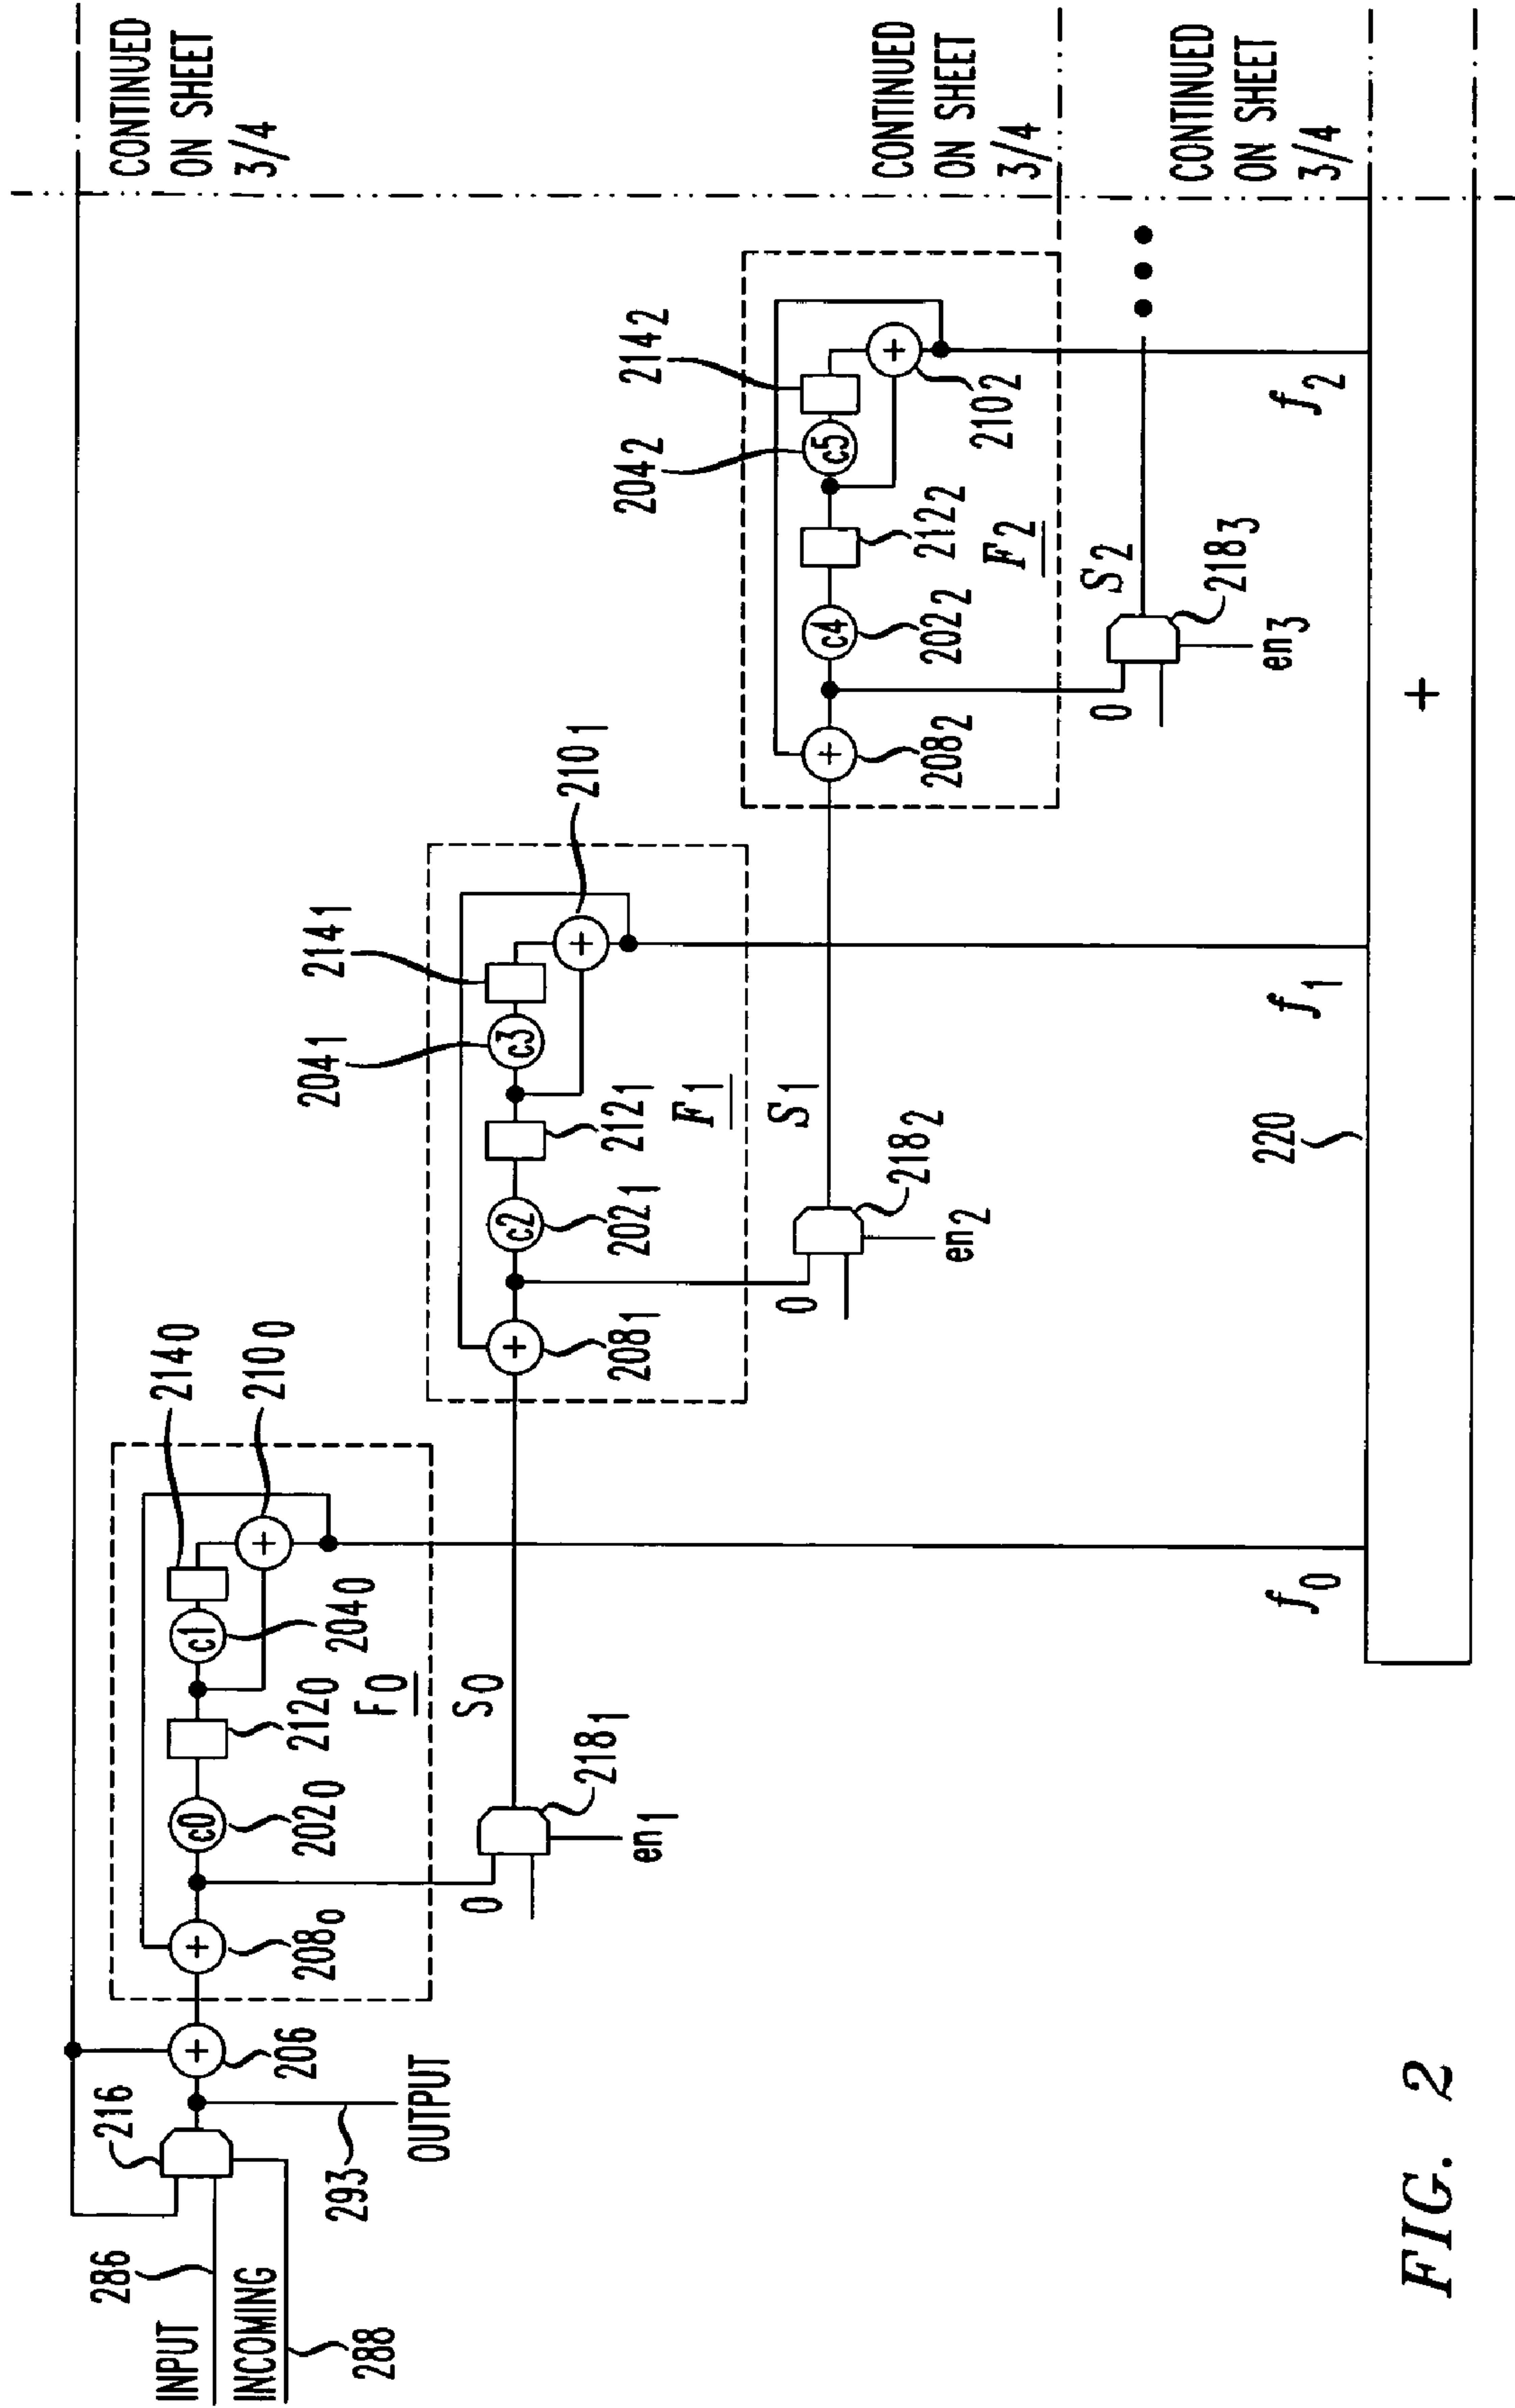 CONTINUED
ON SHEET
3/4
CONTINUED
ON SHEET
3/4
CONTINUED
ON SHEET
3/4
INPUT
286
INCOMING
288
216
293
OUTPUT
+
206
+
208₀
c0
202₀
212₀
c1
204₀
214₀
+
210₀
F0
0
218₁
en₁
S0
f₀
+
208₁
c2
202₁
212₁
c3
204₁
214₁
+
210₁
F1
0
218₂
en₂
S1
f₁
+
208₂
c4
202₂
212₂
c5
204₂
214₂
+
210₂
F2
0
218₃
en₃
S2
f₂
220
+
FIG. 2